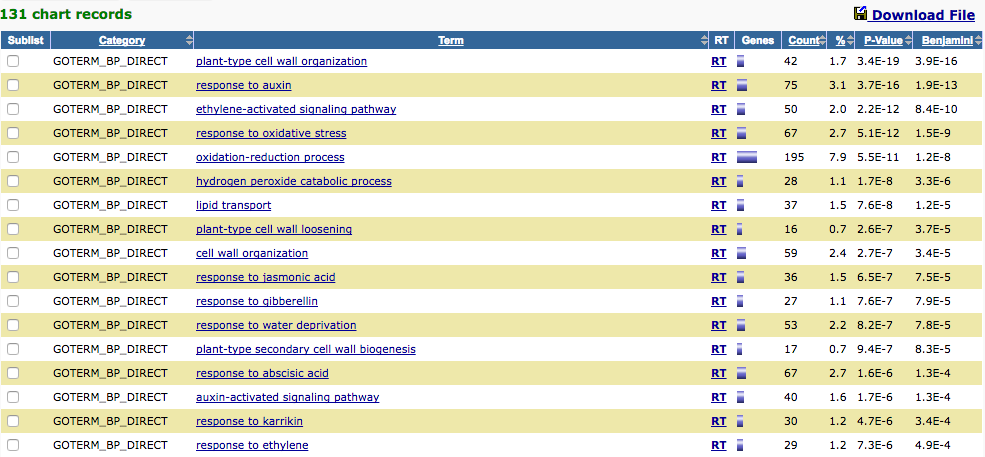 131 chart records Download File
Sublist Category Term RT Genes Count % P-Value Benjamini
GOTERM_BP_DIRECT plant-type cell wall organization RT 42 1.7 3.4E-19 3.9E-16
GOTERM_BP_DIRECT response to auxin RT 75 3.1 3.7E-16 1.9E-13
GOTERM_BP_DIRECT ethylene-activated signaling pathway RT 50 2.0 2.2E-12 8.4E-10
GOTERM_BP_DIRECT response to oxidative stress RT 67 2.7 5.1E-12 1.5E-9
GOTERM_BP_DIRECT oxidation-reduction process RT 195 7.9 5.5E-11 1.2E-8
GOTERM_BP_DIRECT hydrogen peroxide catabolic process RT 28 1.1 1.7E-8 3.3E-6
GOTERM_BP_DIRECT lipid transport RT 37 1.5 7.6E-8 1.2E-5
GOTERM_BP_DIRECT plant-type cell wall loosening RT 16 0.7 2.6E-7 3.7E-5
GOTERM_BP_DIRECT cell wall organization RT 59 2.4 2.7E-7 3.4E-5
GOTERM_BP_DIRECT response to jasmonic acid RT 36 1.5 6.5E-7 7.5E-5
GOTERM_BP_DIRECT response to gibberellin RT 27 1.1 7.6E-7 7.9E-5
GOTERM_BP_DIRECT response to water deprivation RT 53 2.2 8.2E-7 7.8E-5
GOTERM_BP_DIRECT plant-type secondary cell wall biogenesis RT 17 0.7 9.4E-7 8.3E-5
GOTERM_BP_DIRECT response to abscisic acid RT 67 2.7 1.6E-6 1.3E-4
GOTERM_BP_DIRECT auxin-activated signaling pathway RT 40 1.6 1.7E-6 1.3E-4
GOTERM_BP_DIRECT response to karrikin RT 30 1.2 4.7E-6 3.4E-4
GOTERM_BP_DIRECT response to ethylene RT 29 1.2 7.3E-6 4.9E-4